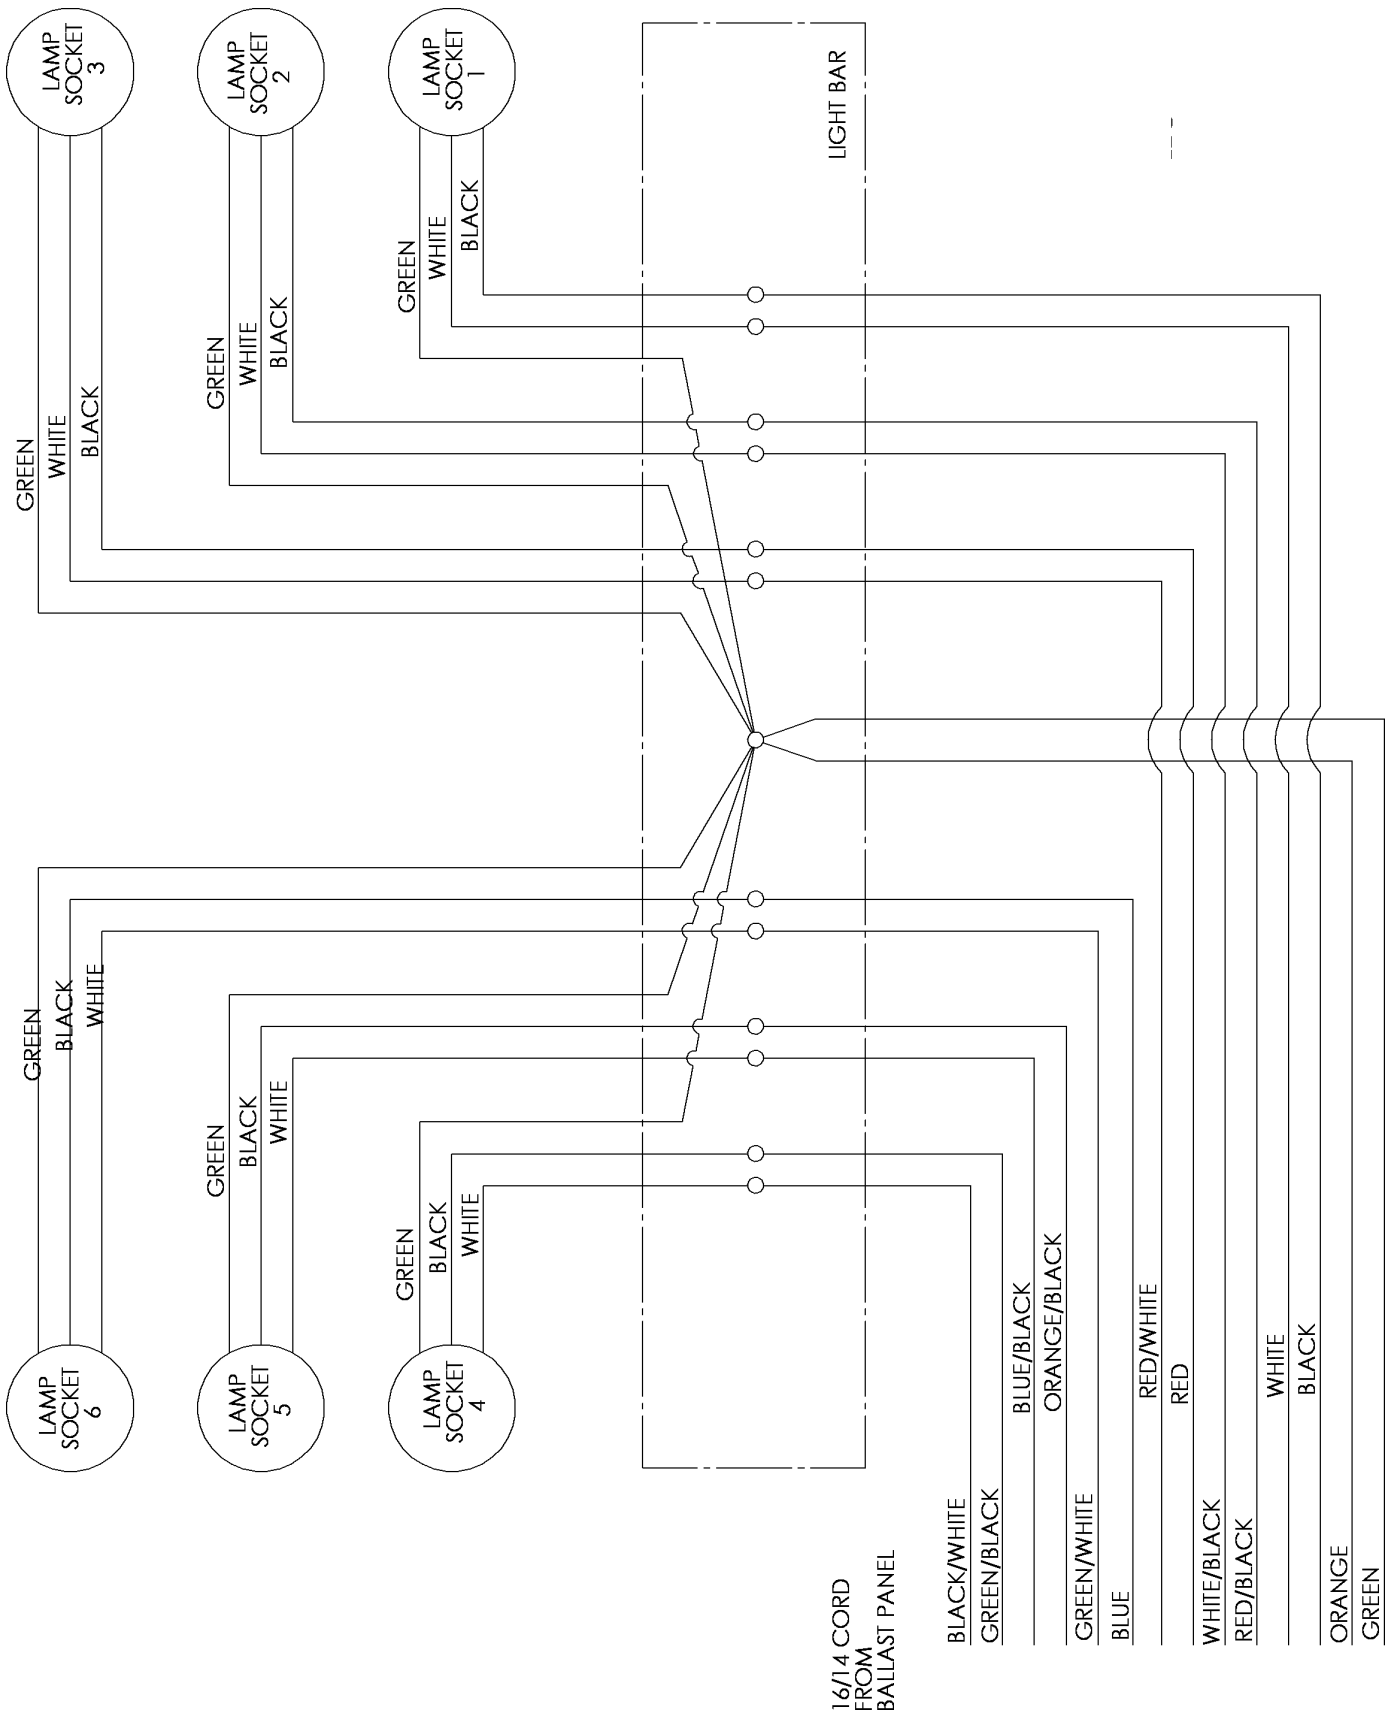 LAMP
SOCKET
3
LAMP
SOCKET
2
LAMP
SOCKET
1
LIGHT BAR
GREEN
WHITE
BLACK
GREEN
WHITE
BLACK
GREEN
WHITE
BLACK
GREEN
BLACK
WHITE
GREEN
BLACK
WHITE
GREEN
BLACK
WHITE
LAMP
SOCKET
6
LAMP
SOCKET
5
LAMP
SOCKET
4
16/14 CORD
FROM
BALLAST PANEL
BLACK/WHITE
GREEN/BLACK
BLUE/BLACK
ORANGE/BLACK
GREEN/WHITE
BLUE
RED/WHITE
RED
WHITE/BLACK
RED/BLACK
WHITE
BLACK
ORANGE
GREEN